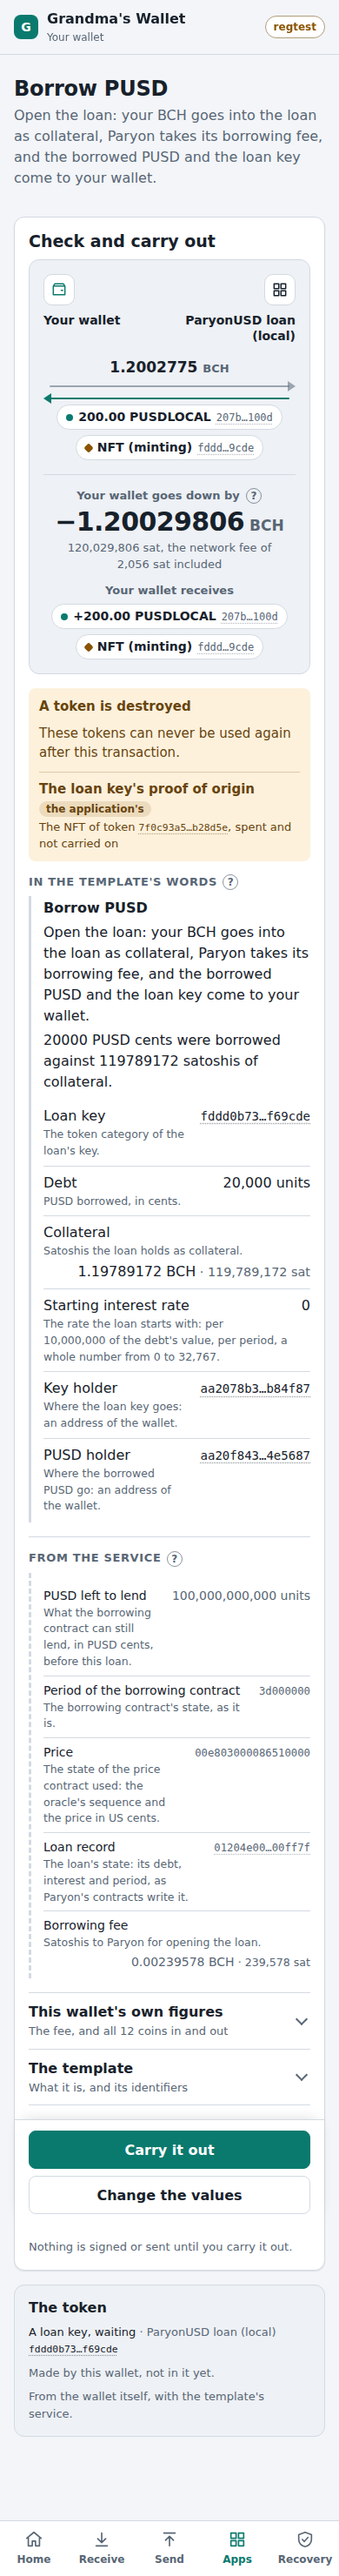 G
Grandma's Wallet
Your wallet
regtest
Borrow PUSD
Open the loan: your BCH goes into the loan
as collateral, Paryon takes its borrowing fee,
and the borrowed PUSD and the loan key
come to your wallet.
Check and carry out
Your wallet
ParyonUSD loan
(local)
1.2002775 BCH
200.00 PUSDLOCAL 207b…100d
NFT (minting) fddd…9cde
Your wallet goes down by ?
−1.20029806 BCH
120,029,806 sat, the network fee of
2,056 sat included
Your wallet receives
+200.00 PUSDLOCAL 207b…100d
NFT (minting) fddd…9cde
A token is destroyed
These tokens can never be used again
after this transaction.
The loan key's proof of origin
the application's
The NFT of token 7f0c93a5…b28d5e, spent and
not carried on
IN THE TEMPLATE'S WORDS ?
Borrow PUSD
Open the loan: your BCH goes into
the loan as collateral, Paryon takes its
borrowing fee, and the borrowed
PUSD and the loan key come to your
wallet.
20000 PUSD cents were borrowed
against 119789172 satoshis of
collateral.
Loan key
fddd0b73…f69cde
The token category of the
loan's key.
Debt
20,000 units
PUSD borrowed, in cents.
Collateral
Satoshis the loan holds as collateral.
1.19789172 BCH · 119,789,172 sat
Starting interest rate
0
The rate the loan starts with: per
10,000,000 of the debt's value, per period, a
whole number from 0 to 32,767.
Key holder
aa2078b3…b84f87
Where the loan key goes:
an address of the wallet.
PUSD holder
aa20f843…4e5687
Where the borrowed
PUSD go: an address of
the wallet.
FROM THE SERVICE ?
PUSD left to lend
100,000,000,000 units
What the borrowing
contract can still
lend, in PUSD cents,
before this loan.
Period of the borrowing contract
3d000000
The borrowing contract's state, as it
is.
Price
00e803000086510000
The state of the price
contract used: the
oracle's sequence and
the price in US cents.
Loan record
01204e00…00ff7f
The loan's state: its debt,
interest and period, as
Paryon's contracts write it.
Borrowing fee
Satoshis to Paryon for opening the loan.
0.00239578 BCH · 239,578 sat
This wallet's own figures
The fee, and all 12 coins in and out
The template
What it is, and its identifiers
Carry it out
Change the values
Nothing is signed or sent until you carry it out.
The token
A loan key, waiting · ParyonUSD loan (local)
fddd0b73…f69cde
Made by this wallet, not in it yet.
From the wallet itself, with the template's
service.
Home
Receive
Send
Apps
Recovery